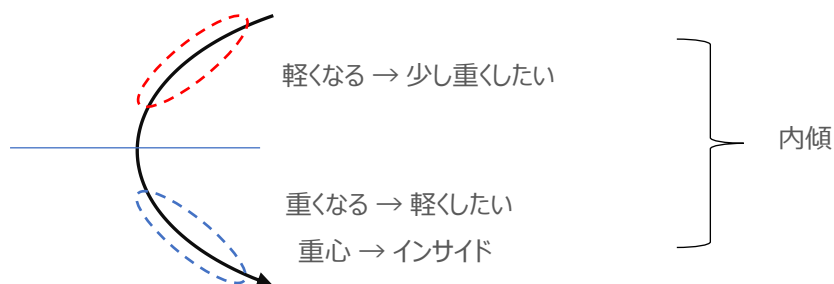 軽くなる → 少し重くしたい
内傾
重くなる → 軽くしたい
重心 → インサイド